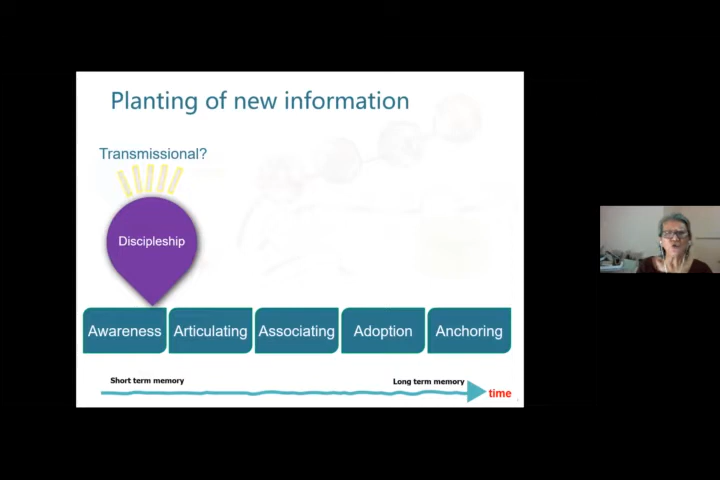 Planting of new information
Transmissional?
Discipleship
Awareness
Articulating
Associating
Adoption
Anchoring
Short term memory
Long term memory
time